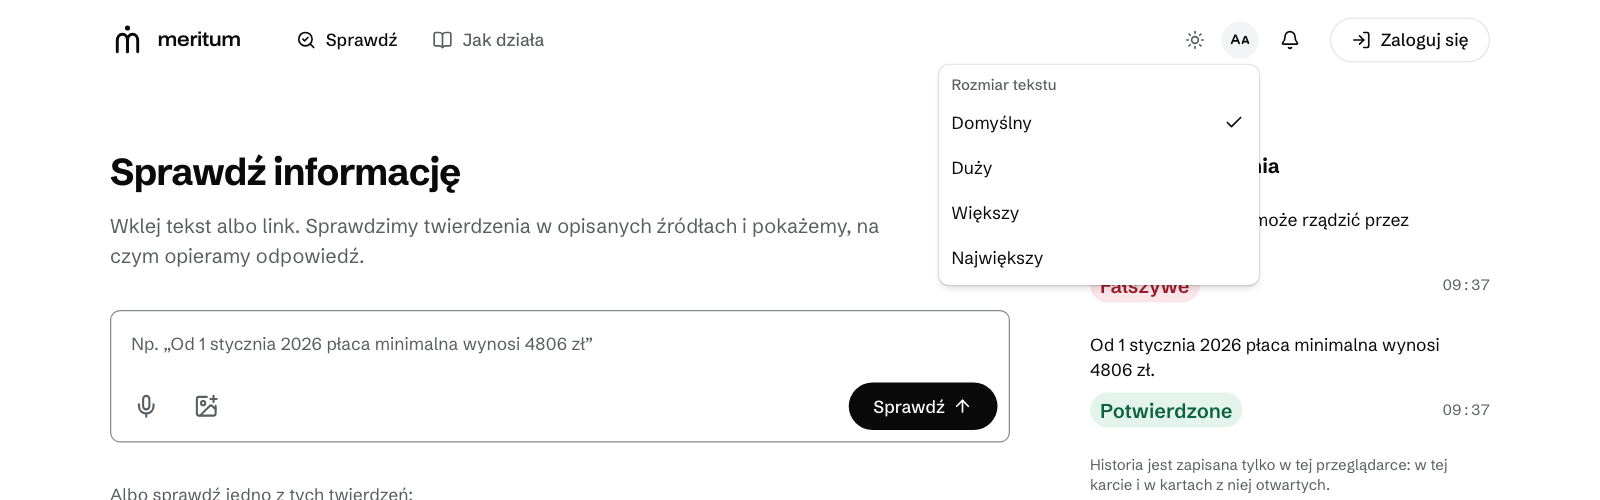 meritum
Sprawdź
Jak działa
AA
Zaloguj się
Rozmiar tekstu
Domyślny
Duży
Większy
Największy
Sprawdź informację
Wklej tekst albo link. Sprawdzimy twierdzenia w opisanych źródłach i pokażemy, na
czym opieramy odpowiedź.
Np. „Od 1 stycznia 2026 płaca minimalna wynosi 4806 zł”
Sprawdź
Albo sprawdź jedno z tych twierdzeń:
może rządzić przez
Fałszywe
09:37
Od 1 stycznia 2026 płaca minimalna wynosi
4806 zł.
Potwierdzone
09:37
Historia jest zapisana tylko w tej przeglądarce: w tej
karcie i w kartach z niej otwartych.